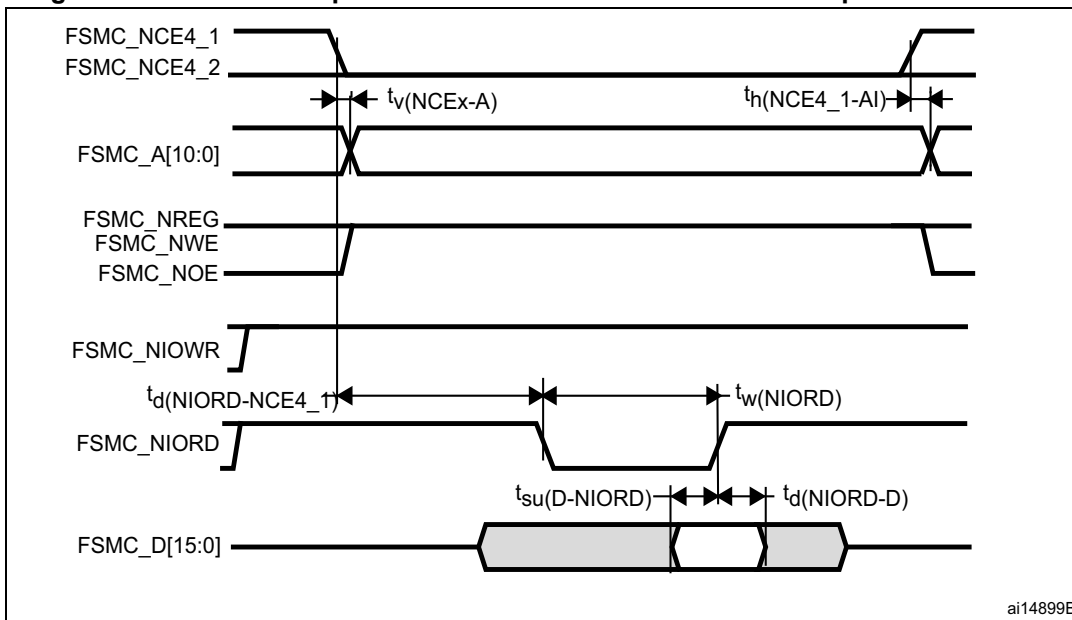 FSMC_NCE4_1
FSMC_NCE4_2
tv(NCEx-A)
th(NCE4_1-AI)
FSMC_A[10:0]
FSMC_NREG
FSMC_NWE
FSMC_NOE
FSMC_NIOWR
td(NIORD-NCE4_1)
tw(NIORD)
FSMC_NIORD
tsu(D-NIORD)
td(NIORD-D)
FSMC_D[15:0]
ai14899B